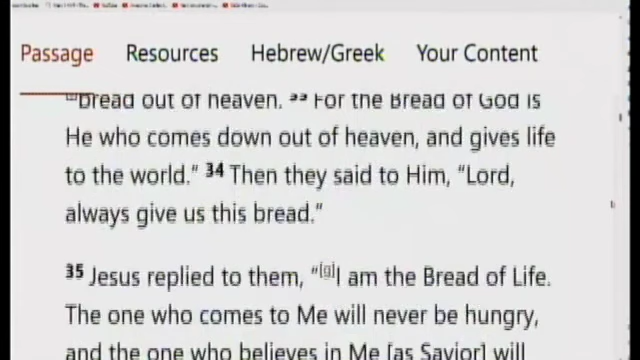 Passage Resources Hebrew/Greek Your Content
bread out of heaven. 33 For the Bread of God is
He who comes down out of heaven, and gives life
to the world.” 34 Then they said to Him, “Lord,
always give us this bread.”
35 Jesus replied to them, “[g]I am the Bread of Life.
The one who comes to Me will never be hungry,
and the one who believes in Me [as Savior] will